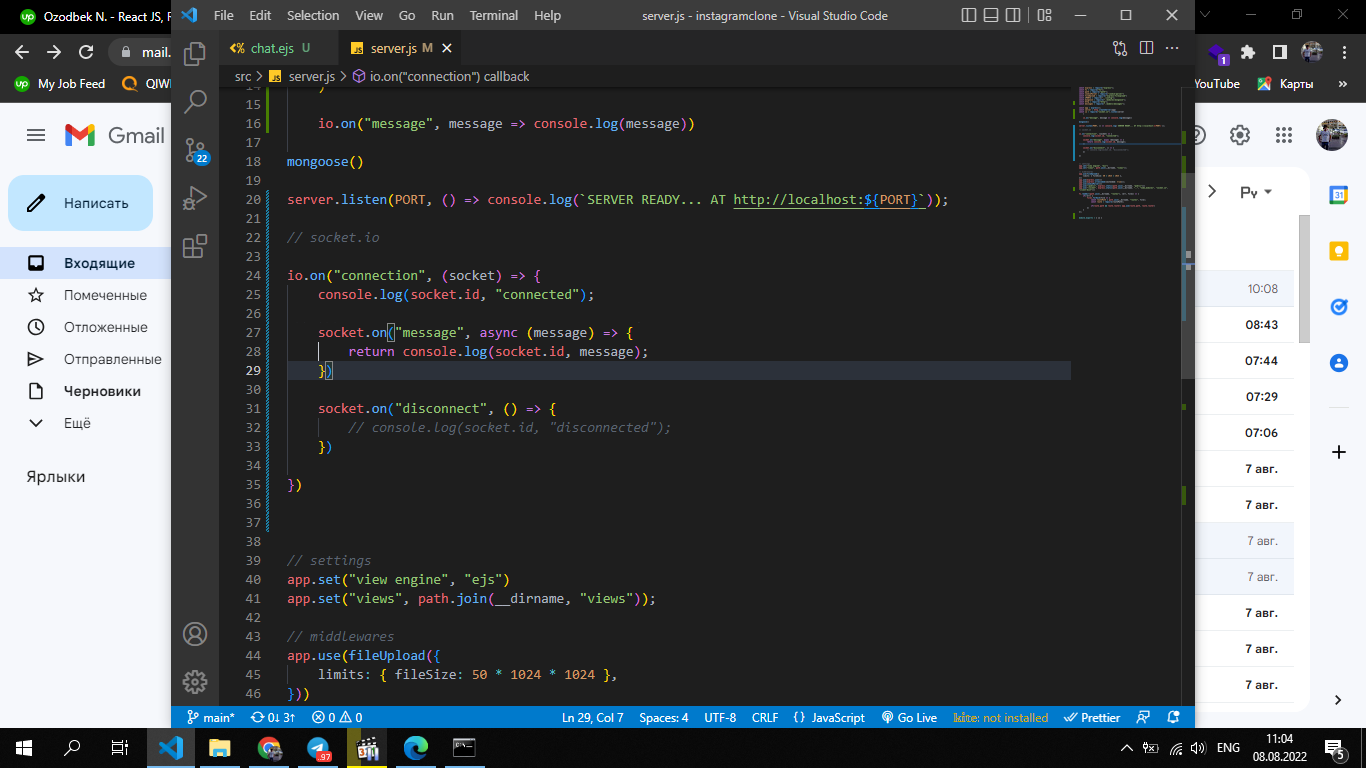 Ozodbek N. - React JS, F
File Edit Selection View Go Run Terminal Help
server.js - instagramclone - Visual Studio Code
mail.
1
My Job Feed
QIWI
YouTube
Карты
»
chat.ejs U
JS server.js M
src > JS server.js > io.on("connection") callback
Gmail
Написать
Входящие
Помеченные
Отложенные
Отправленные
Черновики
Ещё
Ярлыки
22
14 )
15
16 io.on("message", message => console.log(message))
17
18 mongoose()
19
20 server.listen(PORT, () => console.log(`SERVER READY... AT http://localhost:${PORT}`));
21
22 // socket.io
23
24 io.on("connection", (socket) => {
25 console.log(socket.id, "connected");
26
27 socket.on("message", async (message) => {
28 return console.log(socket.id, message);
29 })
30
31 socket.on("disconnect", () => {
32 // console.log(socket.id, "disconnected");
33 })
34
35 })
36
37
38
39 // settings
40 app.set("view engine", "ejs")
41 app.set("views", path.join(__dirname, "views"));
42
43 // middlewares
44 app.use(fileUpload({
45 limits: { fileSize: 50 * 1024 * 1024 },
46 }))
Ру
31
10:08
08:43
07:44
07:29
07:06
7 авг.
7 авг.
7 авг.
7 авг.
7 авг.
7 авг.
7 авг.
main* 0↓ 3↑ 0 0
Ln 29, Col 7 Spaces: 4 UTF-8 CRLF {} JavaScript Go Live kite: not installed Prettier
97
ENG
11:04
08.08.2022
5